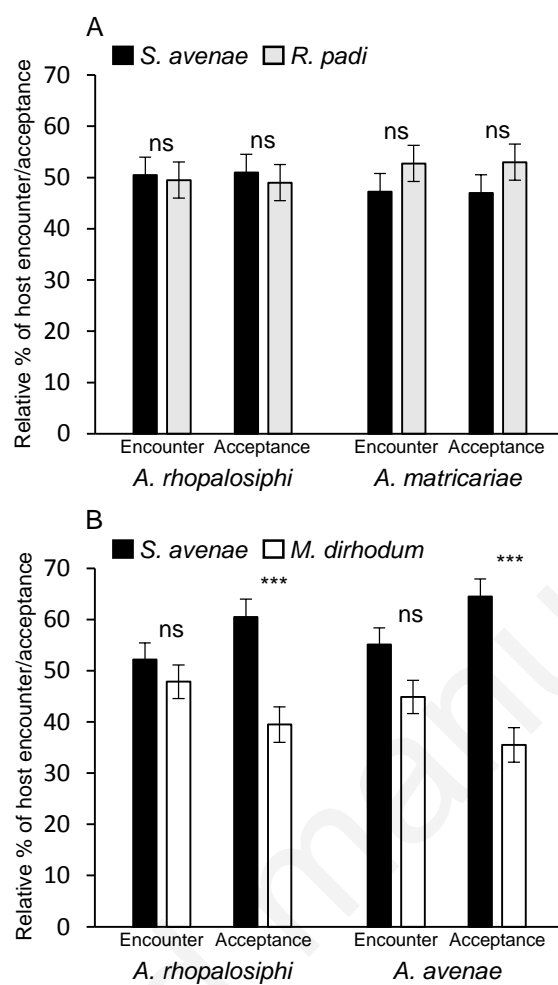 A
S. avenae R. padi
Relative % of host encounter/acceptance
70
60
50
40
30
20
10
0
ns ns ns ns
Encounter Acceptance Encounter Acceptance
A. rhopalosiphi A. matricariae
B
S. avenae M. dirhodum
Relative % of host encounter/acceptance
70
60
50
40
30
20
10
0
ns *** ns ***
Encounter Acceptance Encounter Acceptance
A. rhopalosiphi A. avenae